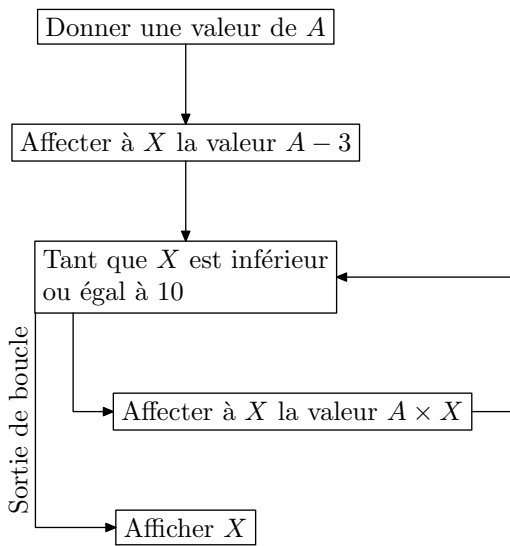 Donner une valeur de A
Affecter à X la valeur A − 3
Tant que X est inférieur
ou égal à 10
Affecter à X la valeur A × X
Sortie de boucle
Afficher X